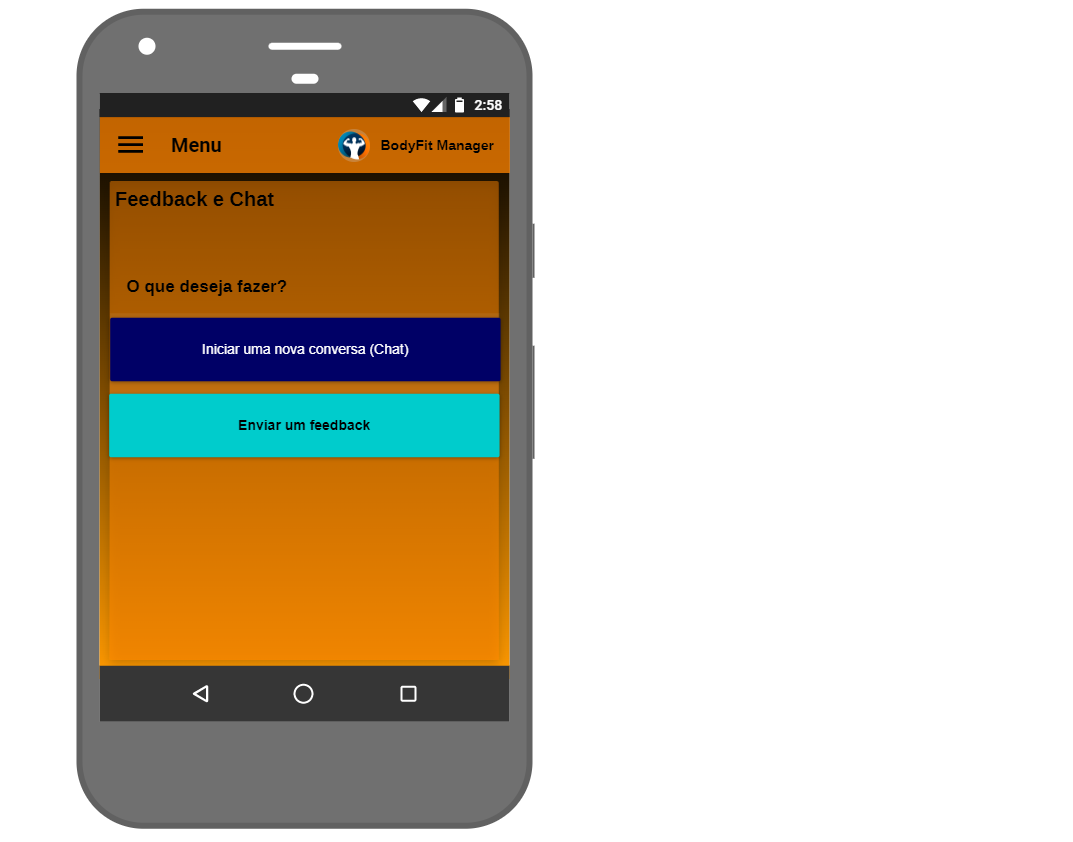 2:58
Menu
BodyFit Manager
Feedback e Chat
O que deseja fazer?
Iniciar uma nova conversa (Chat)
Enviar um feedback